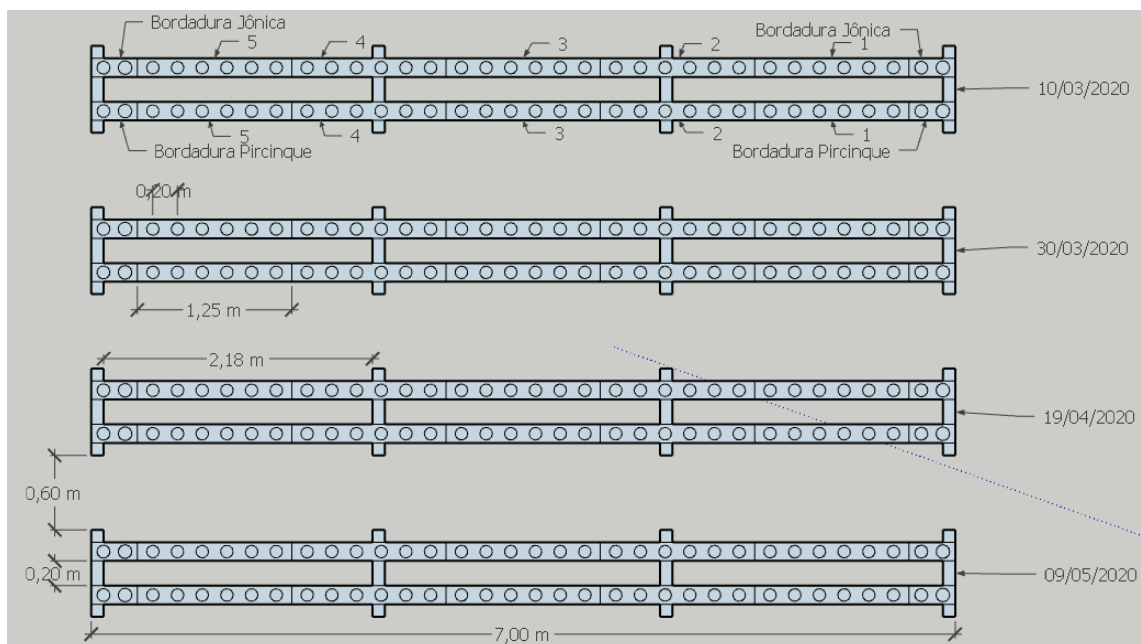 Bordadura Jônica
Bordadura Jônica
5
4
3
2
1
10/03/2020
5
4
3
2
1
Bordadura Pircinque
Bordadura Pircinque
0,20 m
30/03/2020
1,25 m
2,18 m
19/04/2020
0,60 m
0,20 m
09/05/2020
7,00 m